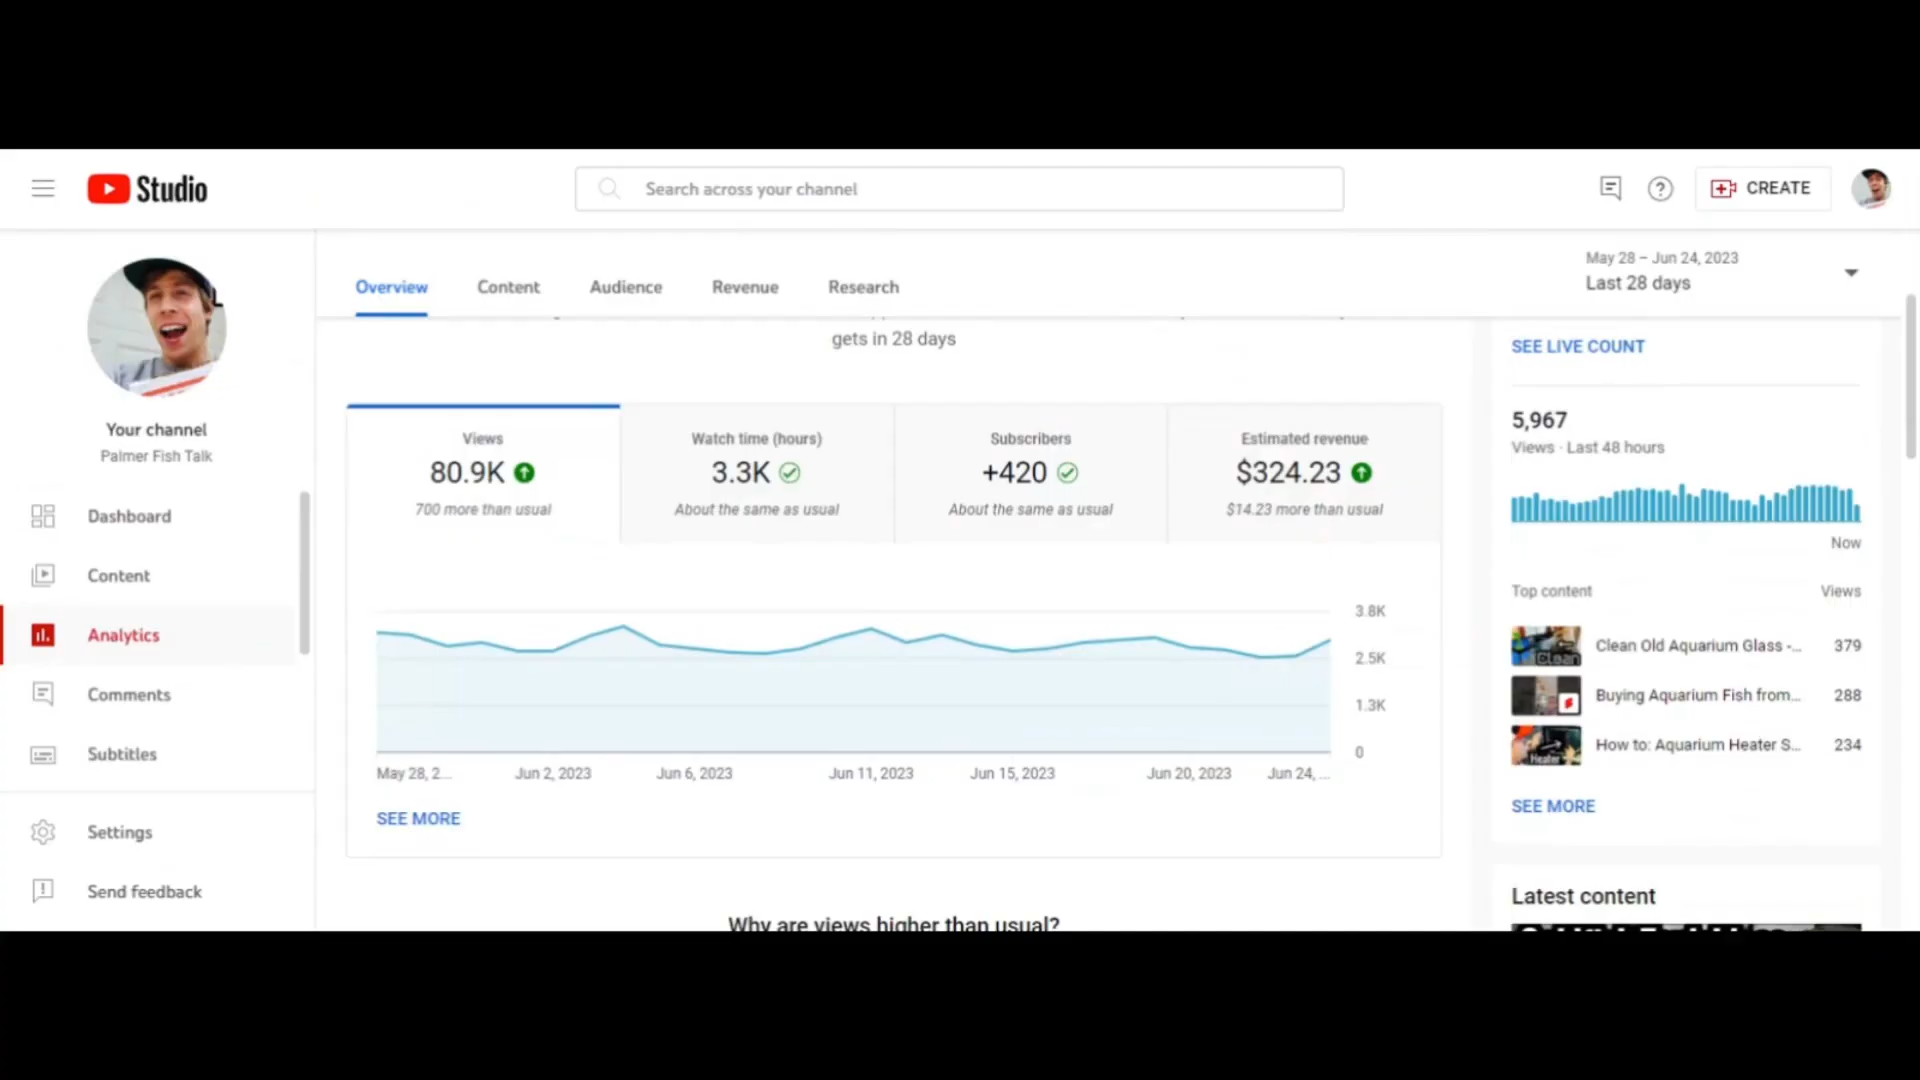 Studio
Search across your channel
CREATE
Your channel
Palmer Fish Talk
Dashboard
Content
Analytics
Comments
Subtitles
Settings
Send feedback
Overview
Content
Audience
Revenue
Research
May 28 – Jun 24, 2023
Last 28 days
gets in 28 days
Views
80.9K
700 more than usual
Watch time (hours)
3.3K
About the same as usual
Subscribers
+420
About the same as usual
Estimated revenue
$324.23
$14.23 more than usual
3.8K
2.5K
1.3K
0
May 28, 2...
Jun 2, 2023
Jun 6, 2023
Jun 11, 2023
Jun 15, 2023
Jun 20, 2023
Jun 24, ...
SEE MORE
Why are views higher than usual?
SEE LIVE COUNT
5,967
Views · Last 48 hours
Now
Top content
Views
Clean
Clean Old Aquarium Glass -...
379
Buying Aquarium Fish from...
288
Heater
How to: Aquarium Heater S...
234
SEE MORE
Latest content